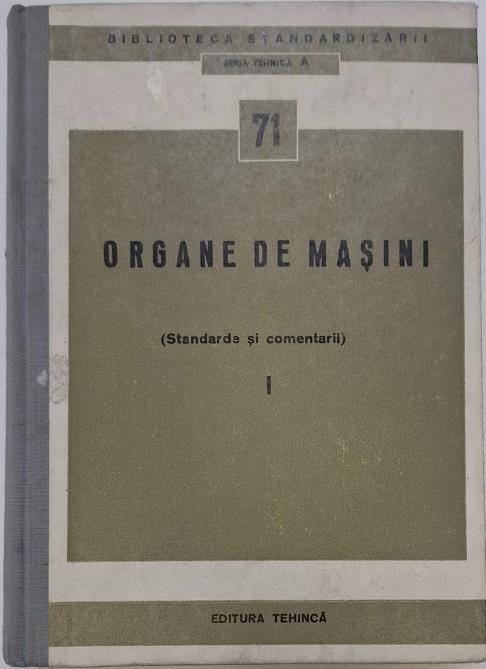 BIBLIOTECA STANDARDIZĂRII
SERIA TEHNICĂ A
71
ORGANE DE MAȘINI
(Standarde și comentarii)
I
EDITURA TEHINCĂ